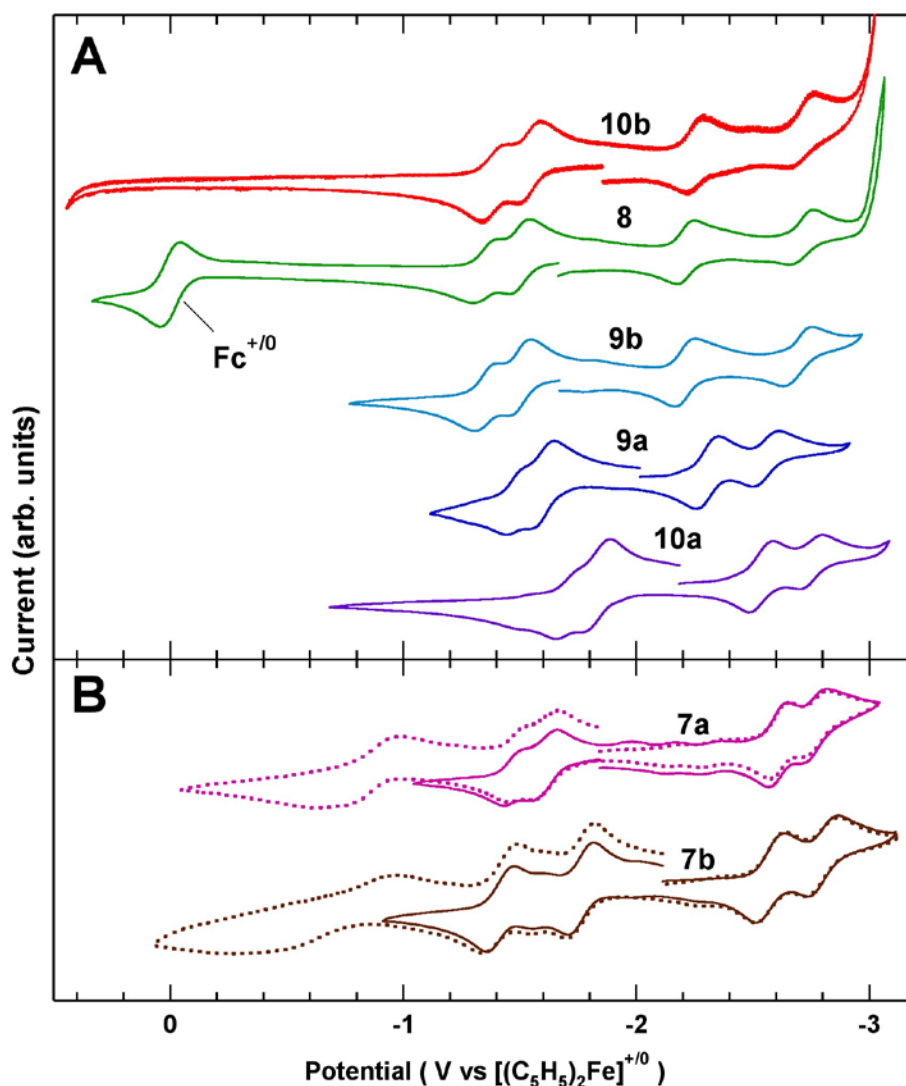 A
10b
8
Fc+/0
9b
9a
10a
B
7a
7b
0
-1
-2
-3
Current (arb. units)
Potential ( V vs [(C5H5)2Fe]+/0)